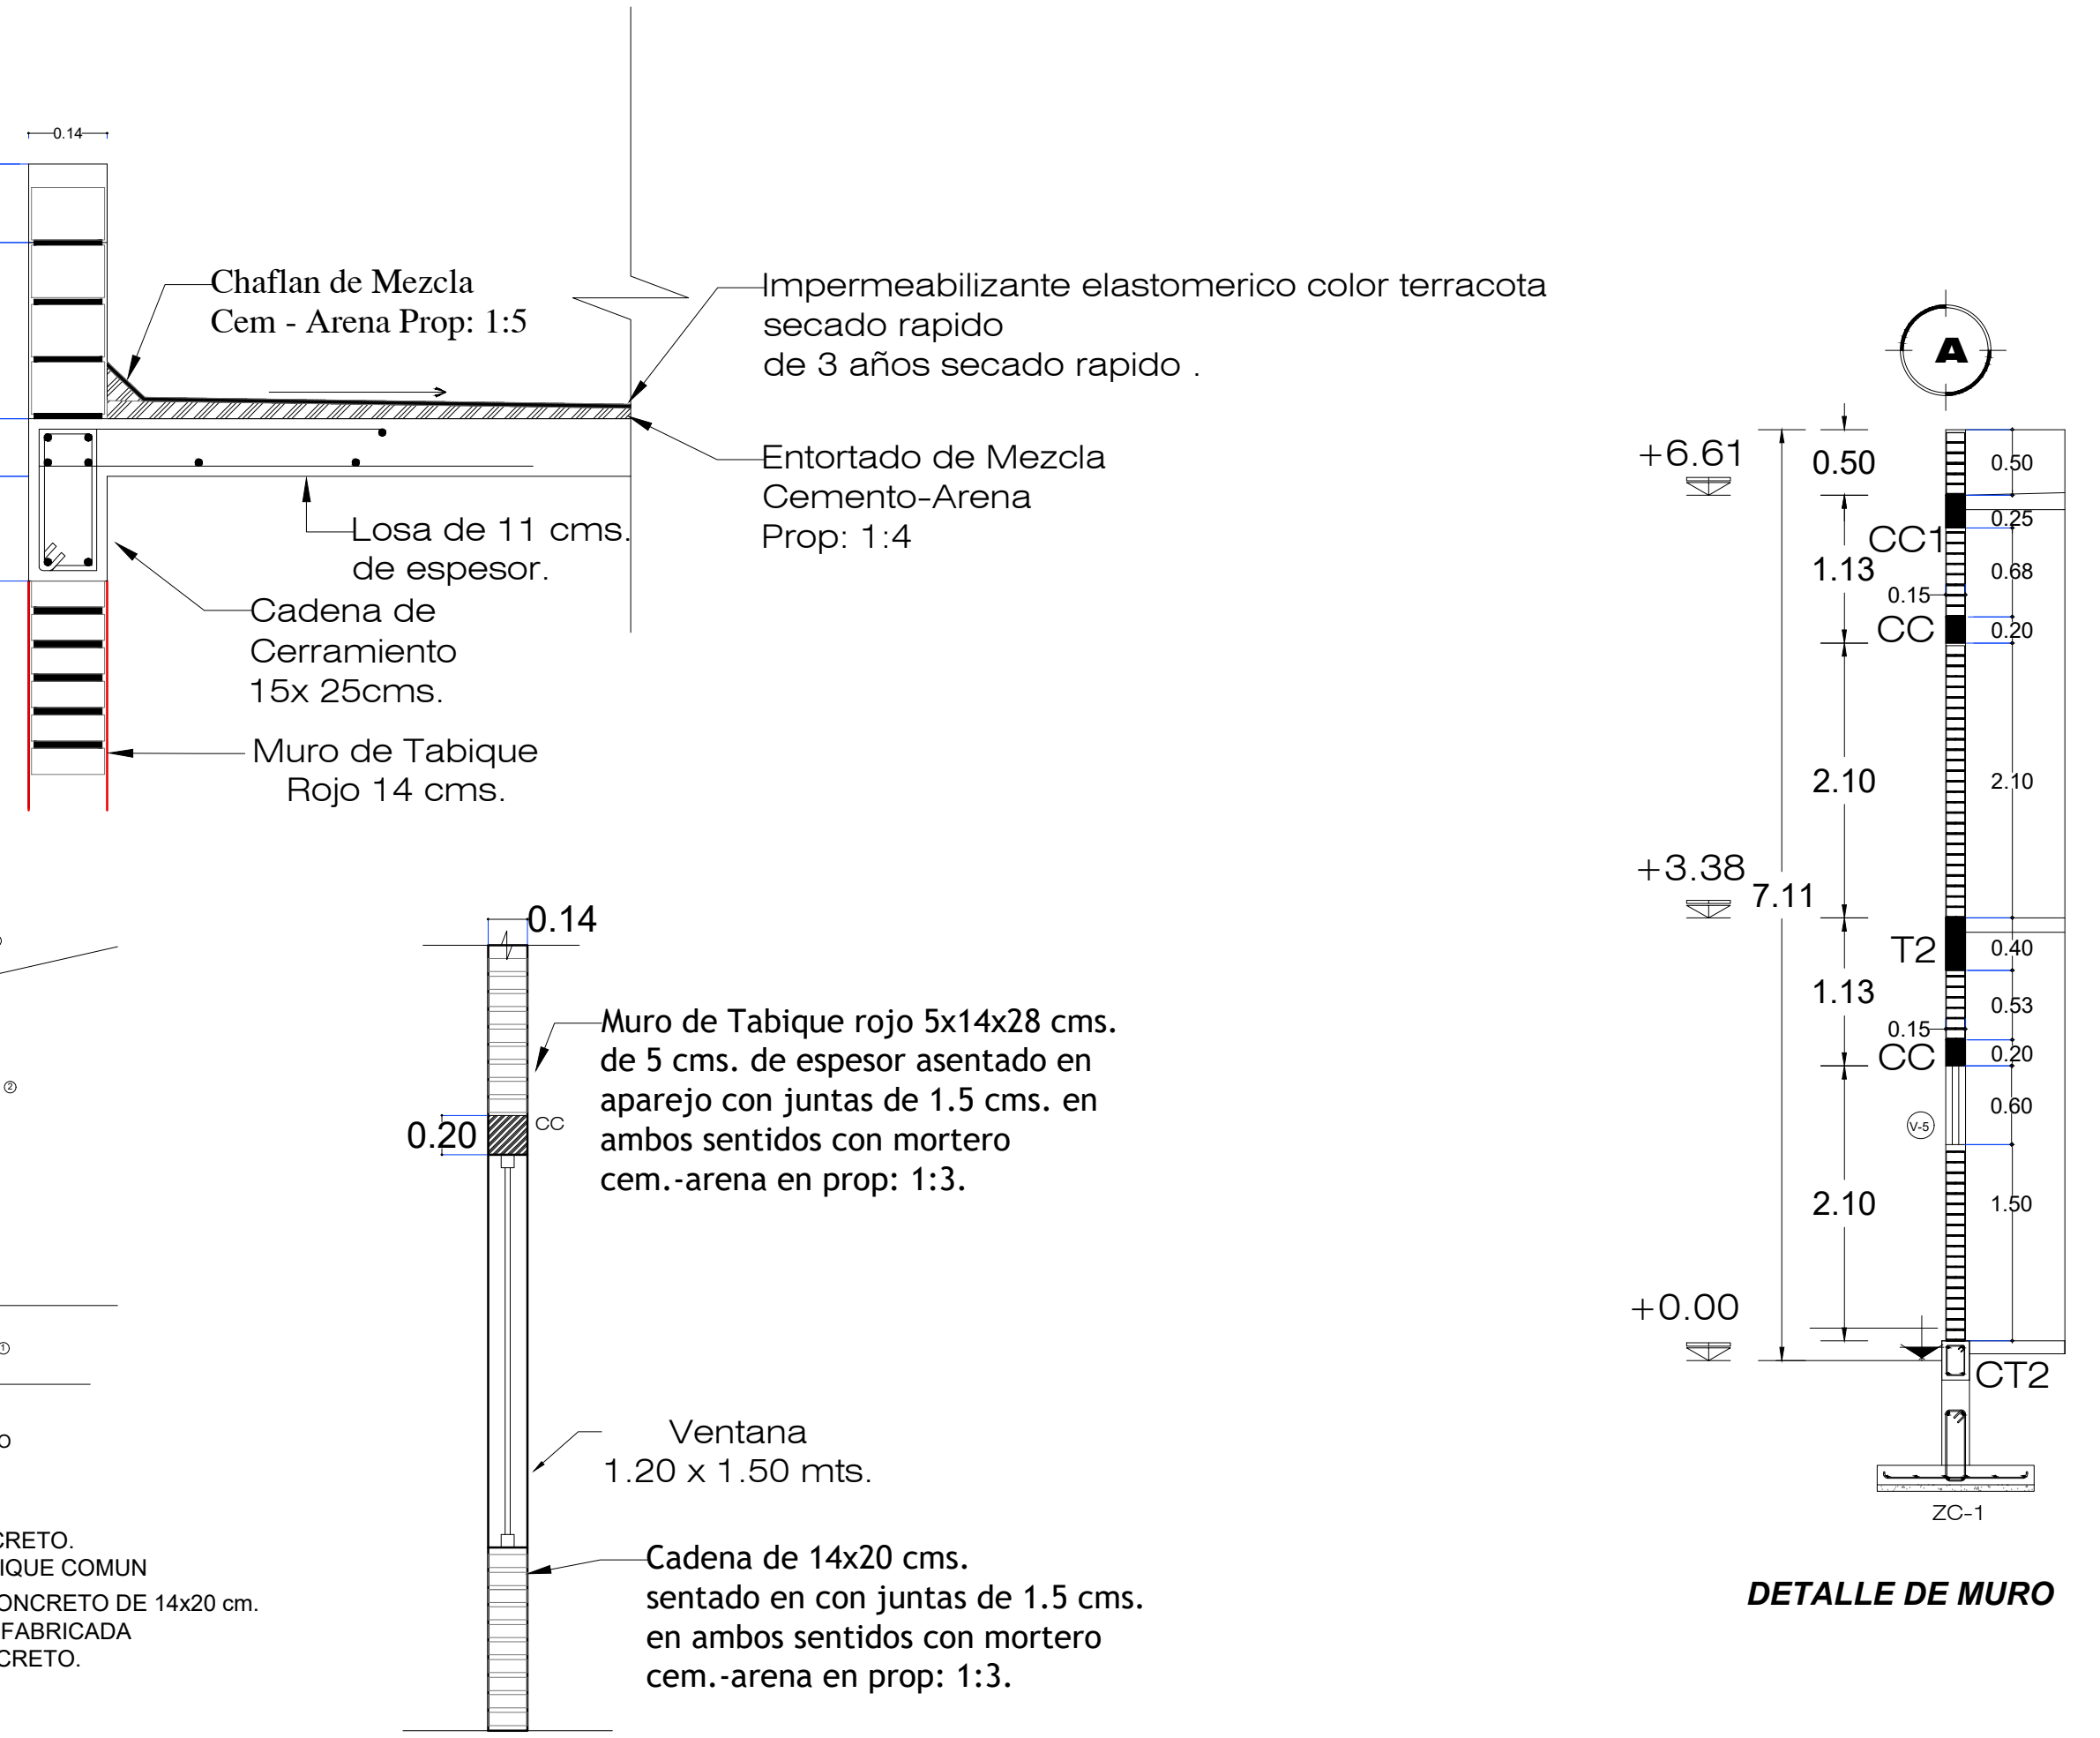 0.14
Chaflan de Mezcla
Cem - Arena Prop: 1:5
Impermeabilizante elastomerico color terracota
secado rapido
de 3 años secado rapido .
Entortado de Mezcla
Cemento-Arena
Prop: 1:4
Losa de 11 cms.
de espesor.
Cadena de
Cerramiento
15x 25cms.
Muro de Tabique
Rojo 14 cms.
2
1
O
CRETO.
IQUE COMUN
ONCRETO DE 14x20 cm.
FABRICADA
CRETO.
0.14
Muro de Tabique rojo 5x14x28 cms.
de 5 cms. de espesor asentado en
aparejo con juntas de 1.5 cms. en
ambos sentidos con mortero
cem.-arena en prop: 1:3.
0.20
CC
Ventana
1.20 x 1.50 mts.
Cadena de 14x20 cms.
sentado en con juntas de 1.5 cms.
en ambos sentidos con mortero
cem.-arena en prop: 1:3.
A
+6.61
0.50
0.50
0.25
CC1
1.13
0.68
0.15
CC
0.20
2.10
2.10
+3.38
7.11
T2
0.40
1.13
0.53
0.15
CC
0.20
0.60
V-5
2.10
1.50
+0.00
CT2
ZC-1
DETALLE DE MURO